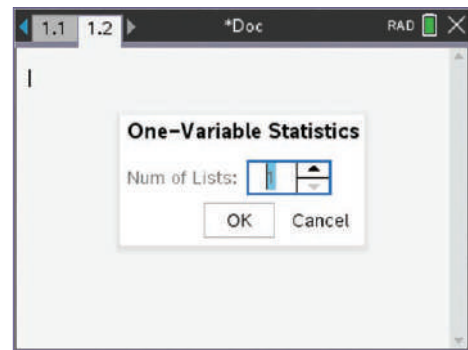 1.1 1.2 *Doc RAD
One-Variable Statistics
Num of Lists: 1
OK Cancel